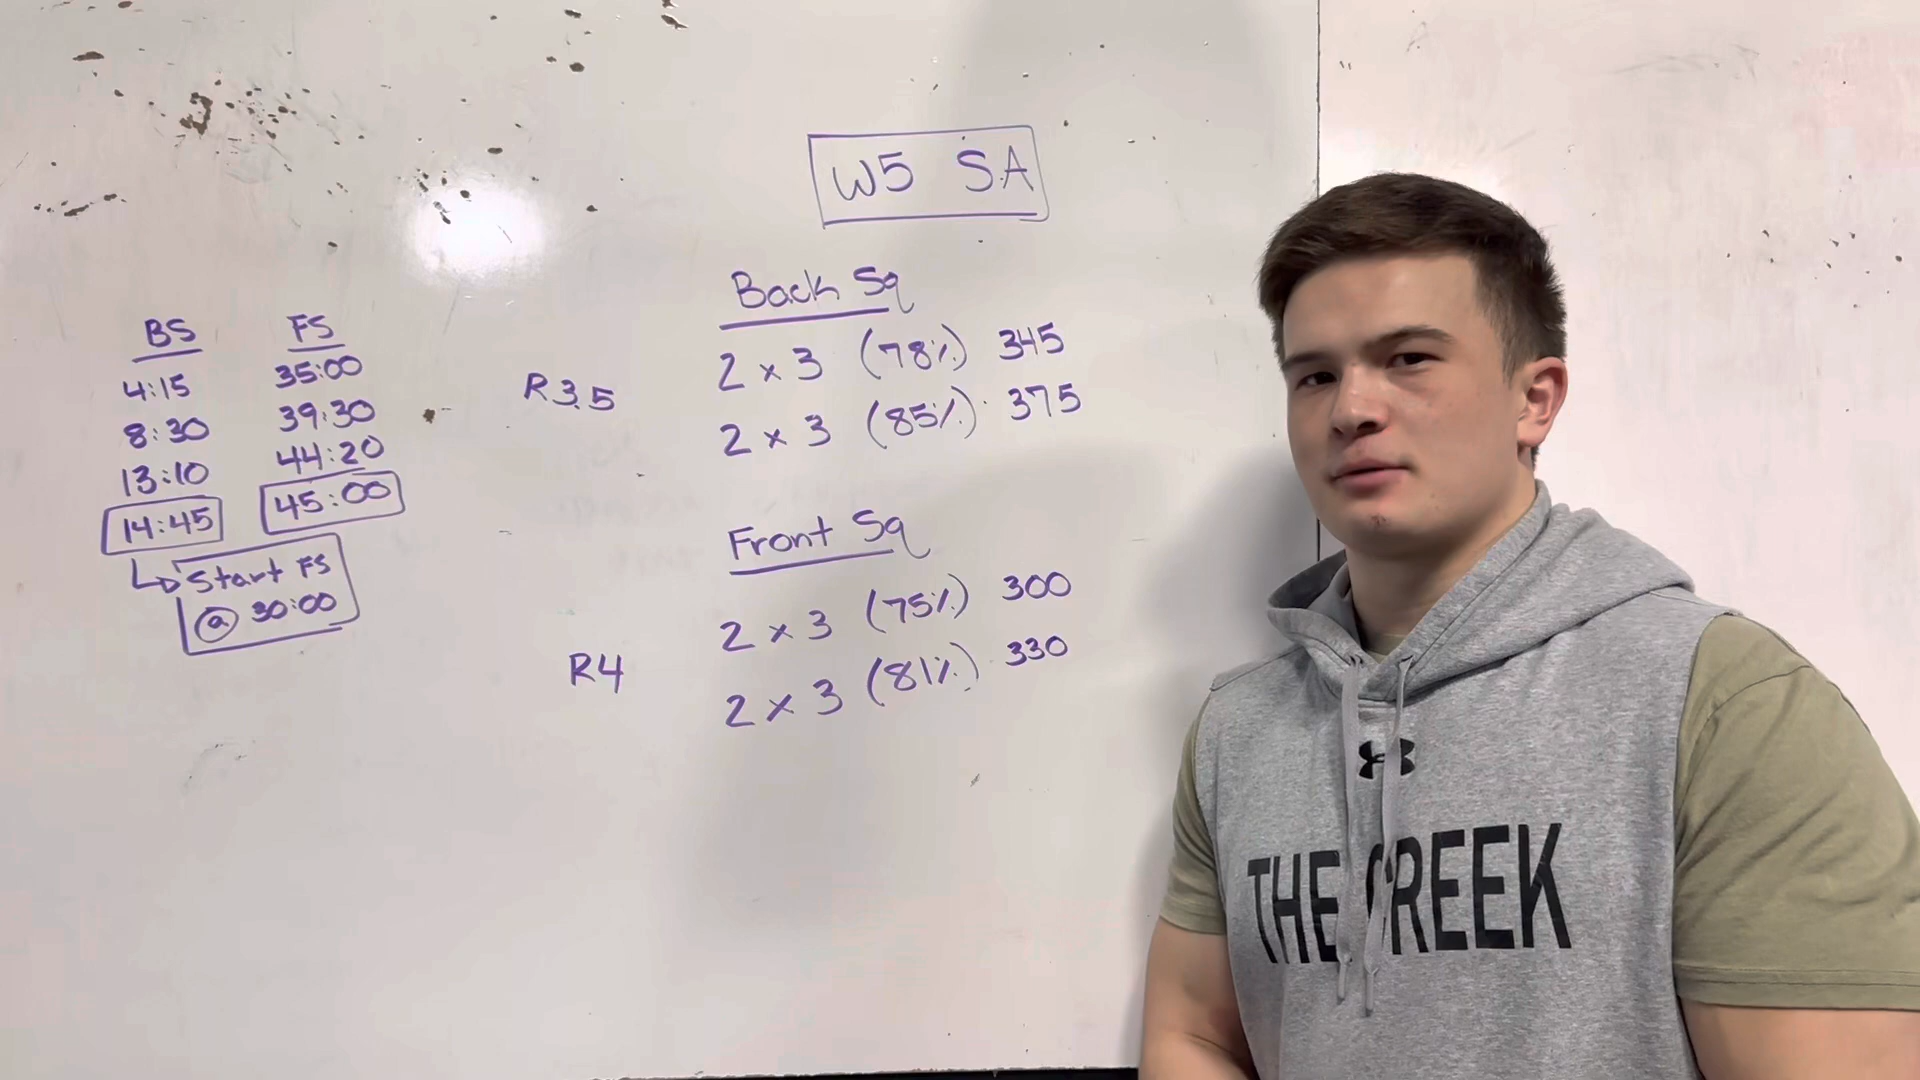 W5 SA
BS
4:15
8:30
13:10
14:45
Start FS
@ 30:00
FS
35:00
39:30
44:20
45:00
Back Sq
R3.5
2 x 3 (78%) 345
2 x 3 (85%) 375
Front Sq
R4
2 x 3 (75%) 300
2 x 3 (81%) 330
THE CREEK